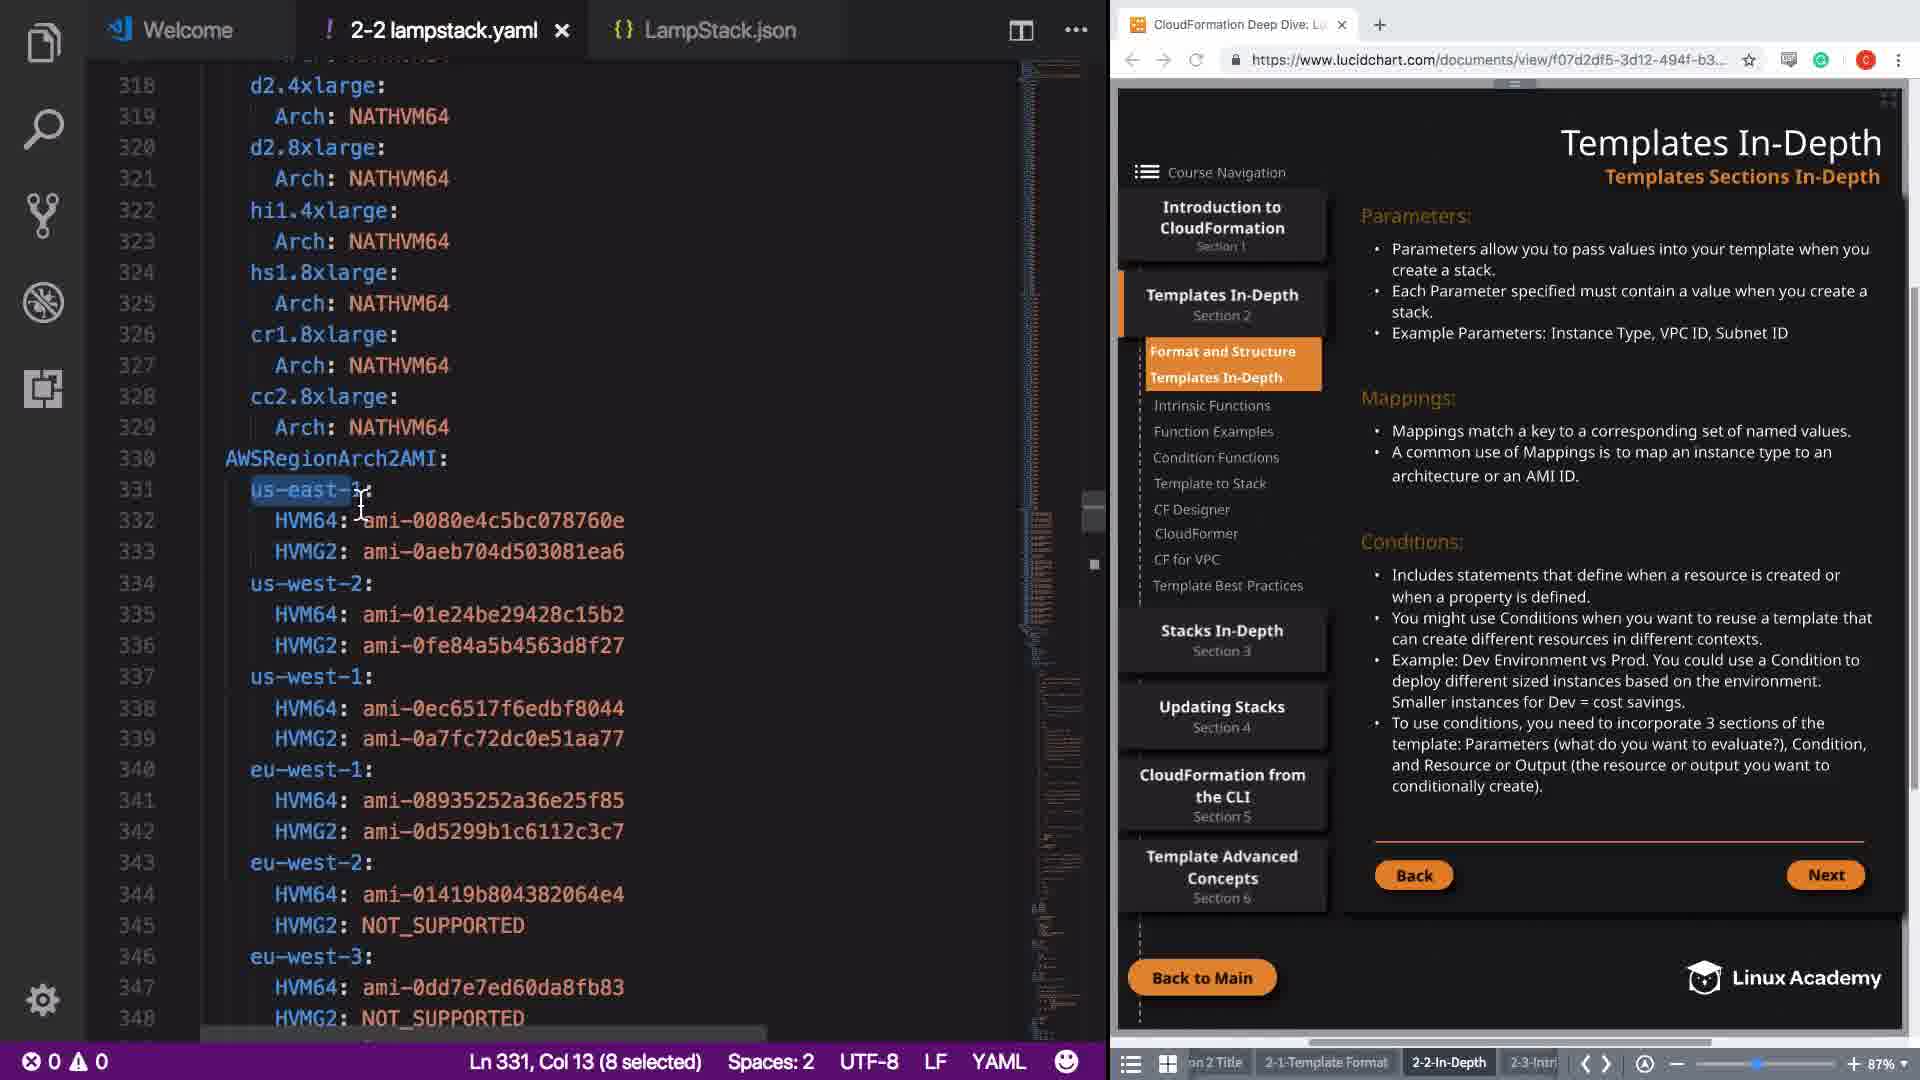 Welcome
! 2-2 lampstack.yaml
{} LampStack.json
318 d2.4xlarge:
319 Arch: NATHVM64
320 d2.8xlarge:
321 Arch: NATHVM64
322 hi1.4xlarge:
323 Arch: NATHVM64
324 hs1.8xlarge:
325 Arch: NATHVM64
326 cr1.8xlarge:
327 Arch: NATHVM64
328 cc2.8xlarge:
329 Arch: NATHVM64
330 AWSRegionArch2AMI:
331 us-east-1:
332 HVM64: ami-0080e4c5bc078760e
333 HVMG2: ami-0aeb704d503081ea6
334 us-west-2:
335 HVM64: ami-01e24be29428c15b2
336 HVMG2: ami-0fe84a5b4563d8f27
337 us-west-1:
338 HVM64: ami-0ec6517f6edbf8044
339 HVMG2: ami-0a7fc72dc0e51aa77
340 eu-west-1:
341 HVM64: ami-08935252a36e25f85
342 HVMG2: ami-0d5299b1c6112c3c7
343 eu-west-2:
344 HVM64: ami-01419b804382064e4
345 HVMG2: NOT_SUPPORTED
346 eu-west-3:
347 HVM64: ami-0dd7e7ed60da8fb83
348 HVMG2: NOT_SUPPORTED
0 0
Ln 331, Col 13 (8 selected)
Spaces: 2
UTF-8
LF
YAML
CloudFormation Deep Dive: Lu
https://www.lucidchart.com/documents/view/f07d2df5-3d12-494f-b3...
C
Templates In-Depth
Templates Sections In-Depth
Course Navigation
Introduction to
CloudFormation
Section 1
Templates In-Depth
Section 2
Format and Structure
Templates In-Depth
Intrinsic Functions
Function Examples
Condition Functions
Template to Stack
CF Designer
CloudFormer
CF for VPC
Template Best Practices
Stacks In-Depth
Section 3
Updating Stacks
Section 4
CloudFormation from
the CLI
Section 5
Template Advanced
Concepts
Section 6
Back to Main
Parameters:
• Parameters allow you to pass values into your template when you
create a stack.
• Each Parameter specified must contain a value when you create a
stack.
• Example Parameters: Instance Type, VPC ID, Subnet ID
Mappings:
• Mappings match a key to a corresponding set of named values.
• A common use of Mappings is to map an instance type to an
architecture or an AMI ID.
Conditions:
• Includes statements that define when a resource is created or
when a property is defined.
• You might use Conditions when you want to reuse a template that
can create different resources in different contexts.
• Example: Dev Environment vs Prod. You could use a Condition to
deploy different sized instances based on the environment.
Smaller instances for Dev = cost savings.
• To use conditions, you need to incorporate 3 sections of the
template: Parameters (what do you want to evaluate?), Condition,
and Resource or Output (the resource or output you want to
conditionally create).
Back
Next
Linux Academy
on 2 Title
2-1-Template Format
2-2-In-Depth
2-3-Intri
87%